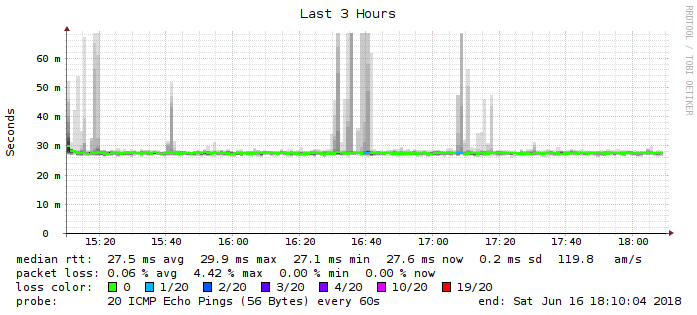 Last 3 Hours
RRDTOOL / TOBI OETIKER
Seconds
60 m
50 m
40 m
30 m
20 m
10 m
0
15:20 15:40 16:00 16:20 16:40 17:00 17:20 17:40 18:00
median rtt: 27.5 ms avg 29.9 ms max 27.1 ms min 27.6 ms now 0.2 ms sd 119.8 am/s
packet loss: 0.06 % avg 4.42 % max 0.00 % min 0.00 % now
loss color: 0 1/20 2/20 3/20 4/20 10/20 19/20
probe: 20 ICMP Echo Pings (56 Bytes) every 60s end: Sat Jun 16 18:10:04 2018